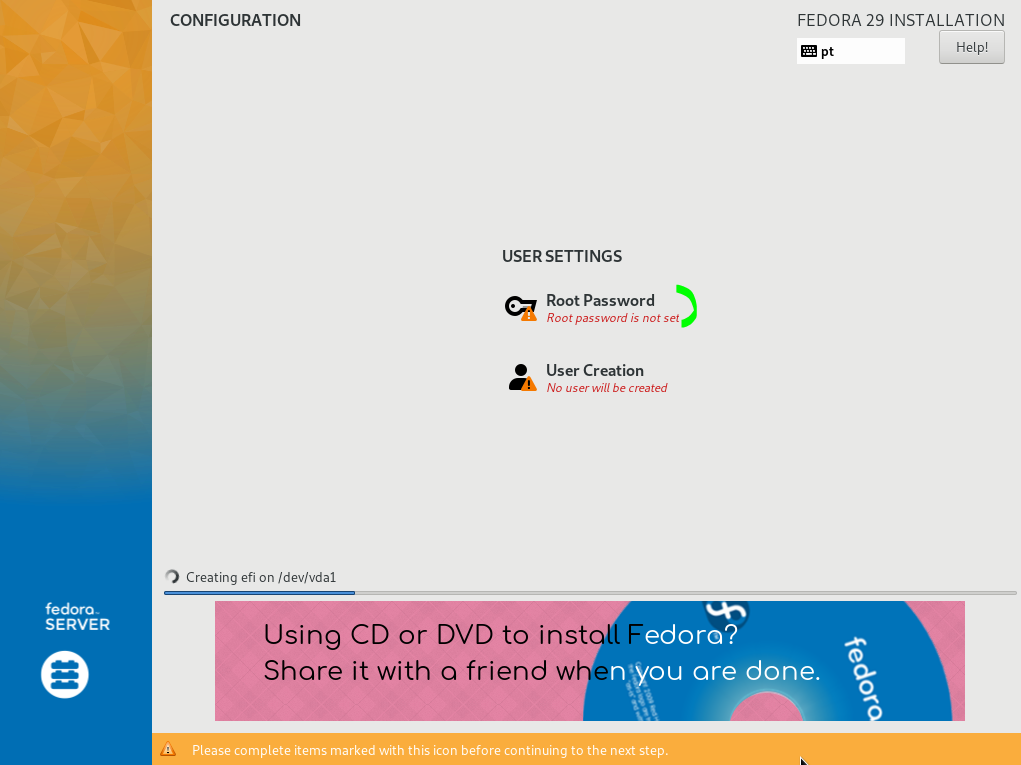 CONFIGURATION
FEDORA 29 INSTALLATION
pt
Help!
USER SETTINGS
Root Password
Root password is not set
User Creation
No user will be created
Creating efi on /dev/vda1
fedora
SERVER
Using CD or DVD to install Fedora?
Share it with a friend when you are done.
fedora
Please complete items marked with this icon before continuing to the next step.